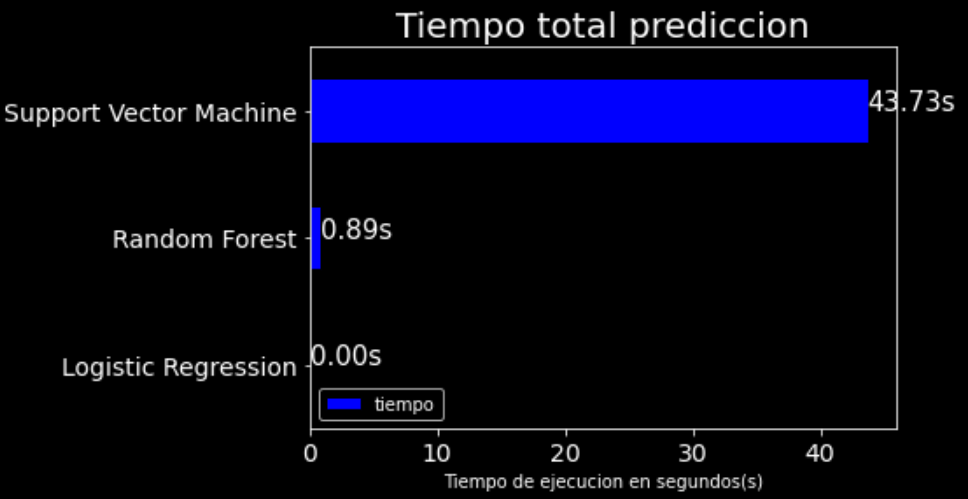 Tiempo total prediccion
Support Vector Machine
43.73s
Random Forest
0.89s
Logistic Regression
0.00s
tiempo
0 10 20 30 40
Tiempo de ejecucion en segundos(s)